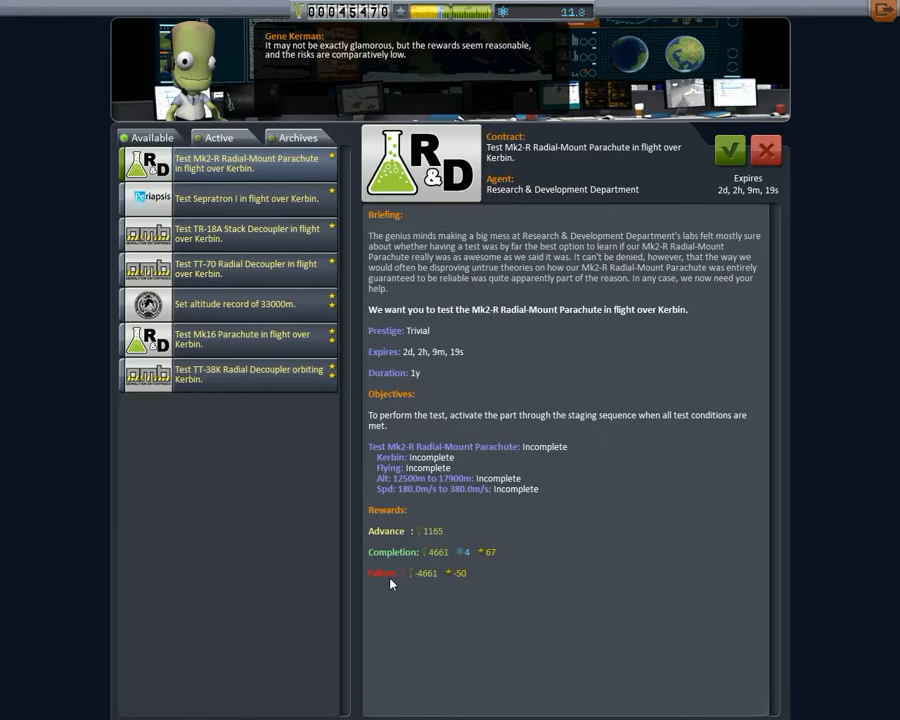 00045470
11.8
Gene Kerman:
It may not be exactly glamorous, but the rewards seem reasonable,
and the risks are comparatively low.
Available
Active
Archives
R&D
Test Mk2-R Radial-Mount Parachute
in flight over Kerbin.
Periapsis
Test Sepratron I in flight over Kerbin.
Test TR-18A Stack Decoupler in flight
over Kerbin.
Test TT-70 Radial Decoupler in flight
over Kerbin.
Set altitude record of 33000m.
R&D
Test Mk16 Parachute in flight over
Kerbin.
Test TT-38K Radial Decoupler orbiting
Kerbin.
R&D
Contract:
Test Mk2-R Radial-Mount Parachute in flight over
Kerbin.
Agent:
Research & Development Department
Expires
2d, 2h, 9m, 19s
Briefing:
The genius minds making a big mess at Research & Development Department's labs felt mostly sure
about whether having a test was by far the best option to learn if our Mk2-R Radial-Mount
Parachute really was as awesome as we said it was. It can't be denied, however, that the way we
would often be disproving untrue theories on how our Mk2-R Radial-Mount Parachute was entirely
guaranteed to be reliable was quite apparently part of the reason. In any case, we now need your
help.
We want you to test the Mk2-R Radial-Mount Parachute in flight over Kerbin.
Prestige: Trivial
Expires: 2d, 2h, 9m, 19s
Duration: 1y
Objectives:
To perform the test, activate the part through the staging sequence when all test conditions are
met.
Test Mk2-R Radial-Mount Parachute: Incomplete
Kerbin: Incomplete
Flying: Incomplete
Alt: 12500m to 17900m: Incomplete
Spd: 180.0m/s to 380.0m/s: Incomplete
Rewards:
Advance : 1165
Completion: 4661 4 67
-4661 -50